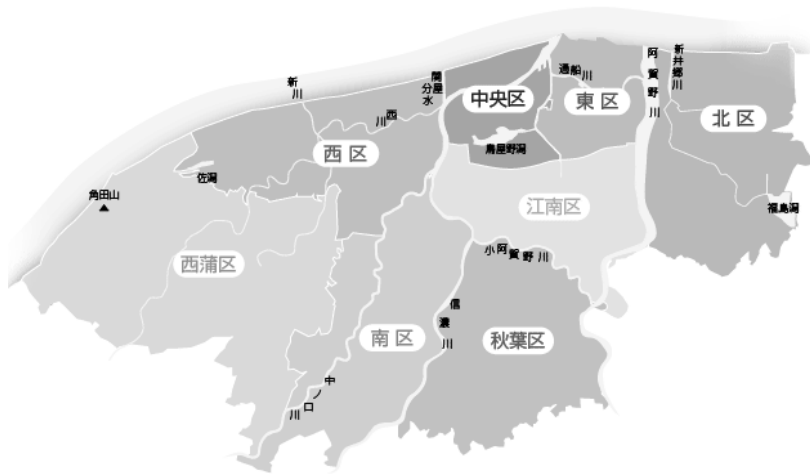 新川
西川
関屋分水
中央区
鳥屋野潟
通船川
東区
阿賀野川
新井郷川
北区
福島潟
西区
佐潟
角田山
西蒲区
江南区
小阿賀野川
信濃川
南区
中ノ口川
秋葉区